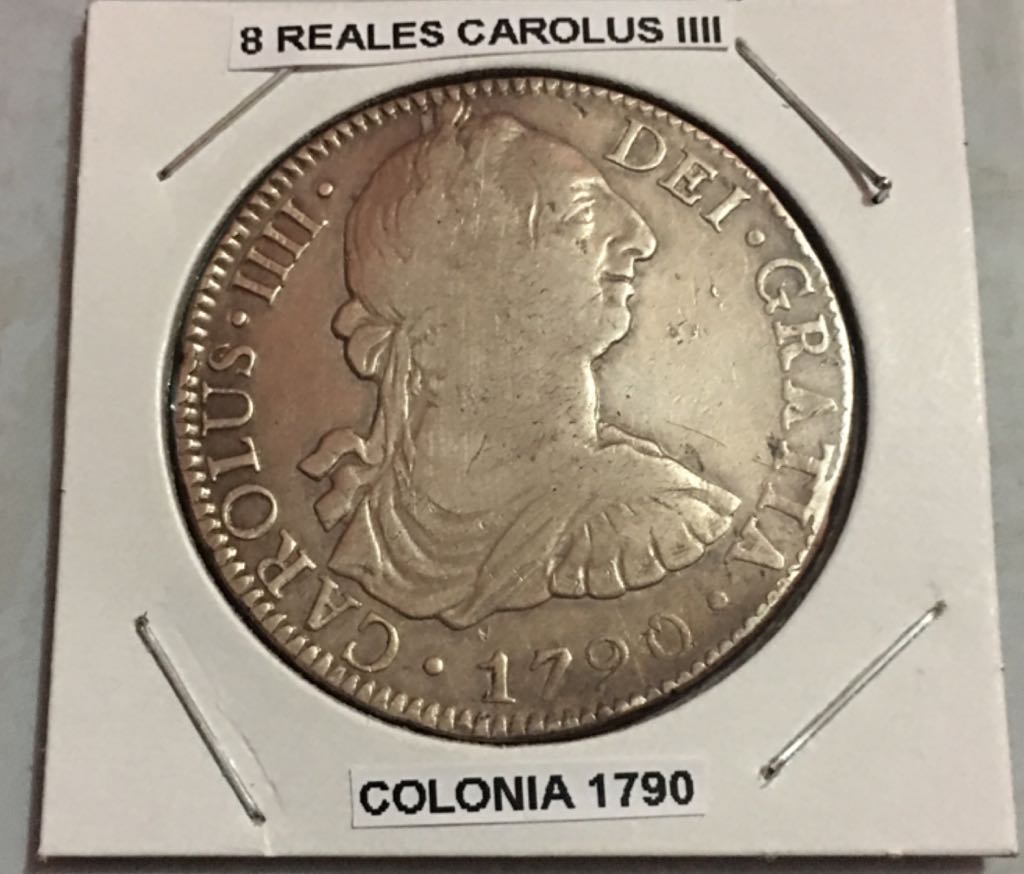 8 REALES CAROLUS IIII
CAROLUS · IIII · DEI · GRATIA ·
· 1790 ·
COLONIA 1790